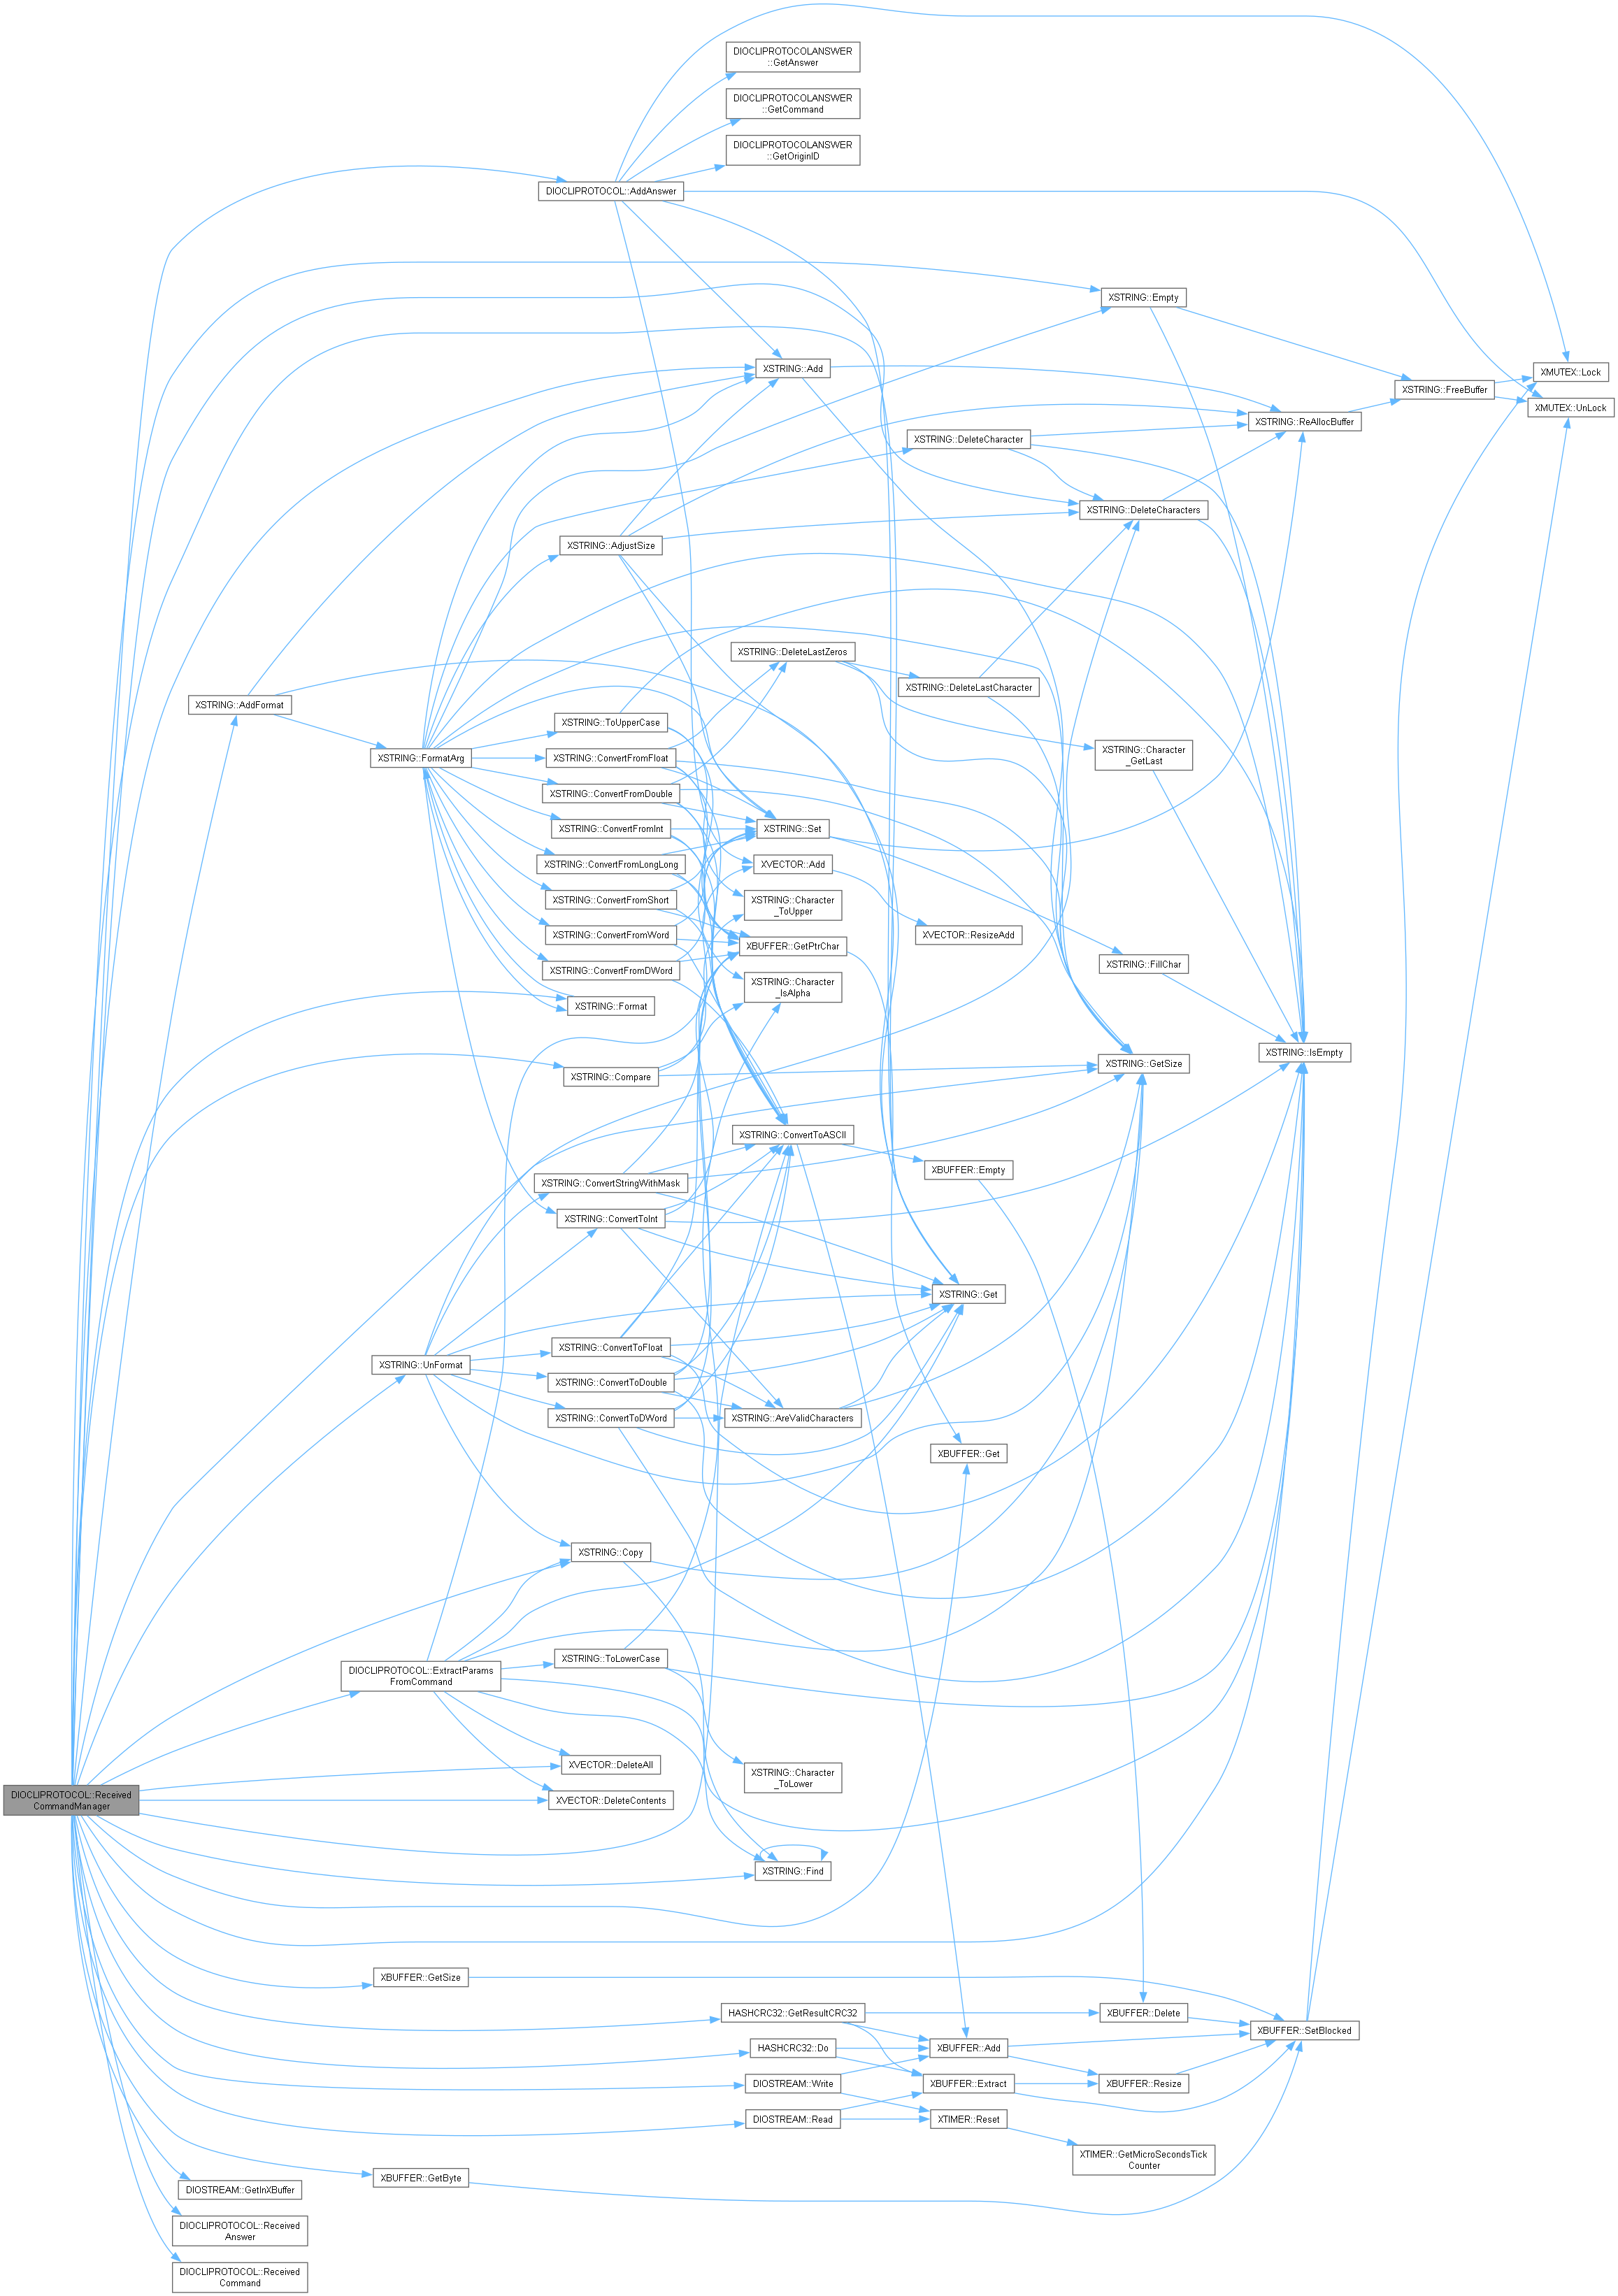 DIOCLIPROTOCOLANSWER
::GetAnswer
DIOCLIPROTOCOLANSWER
::GetCommand
DIOCLIPROTOCOLANSWER
::GetOriginID
DIOCLIPROTOCOL::AddAnswer
XSTRING::Empty
XSTRING::Add
XMUTEX::Lock
XSTRING::FreeBuffer
XMUTEX::UnLock
XSTRING::ReAllocBuffer
XSTRING::DeleteCharacter
XSTRING::DeleteCharacters
XSTRING::AdjustSize
XSTRING::DeleteLastZeros
XSTRING::DeleteLastCharacter
XSTRING::AddFormat
XSTRING::ToUpperCase
XSTRING::Character
_GetLast
XSTRING::FormatArg
XSTRING::ConvertFromFloat
XSTRING::ConvertFromDouble
XSTRING::ConvertFromInt
XSTRING::Set
XSTRING::ConvertFromLongLong
XVECTOR::Add
XSTRING::ConvertFromShort
XSTRING::Character
_ToUpper
XSTRING::ConvertFromWord
XVECTOR::ResizeAdd
XBUFFER::GetPtrChar
XSTRING::ConvertFromDWord
XSTRING::FillChar
XSTRING::Character
_IsAlpha
XSTRING::Format
XSTRING::IsEmpty
XSTRING::GetSize
XSTRING::Compare
XSTRING::ConvertToASCII
XBUFFER::Empty
XSTRING::ConvertStringWithMask
XSTRING::ConvertToInt
XSTRING::Get
XSTRING::ConvertToFloat
XSTRING::UnFormat
XSTRING::ConvertToDouble
XSTRING::ConvertToDWord
XSTRING::AreValidCharacters
XBUFFER::Get
XSTRING::Copy
XSTRING::ToLowerCase
DIOCLIPROTOCOL::ExtractParams
FromCommand
XVECTOR::DeleteAll
XSTRING::Character
_ToLower
DIOCLIPROTOCOL::Received
CommandManager
XVECTOR::DeleteContents
XSTRING::Find
XBUFFER::GetSize
HASHCRC32::GetResultCRC32
XBUFFER::Delete
XBUFFER::SetBlocked
HASHCRC32::Do
XBUFFER::Add
DIOSTREAM::Write
XBUFFER::Extract
XBUFFER::Resize
DIOSTREAM::Read
XTIMER::Reset
XTIMER::GetMicroSecondsTick
Counter
XBUFFER::GetByte
DIOSTREAM::GetInXBuffer
DIOCLIPROTOCOL::Received
Answer
DIOCLIPROTOCOL::Received
Command